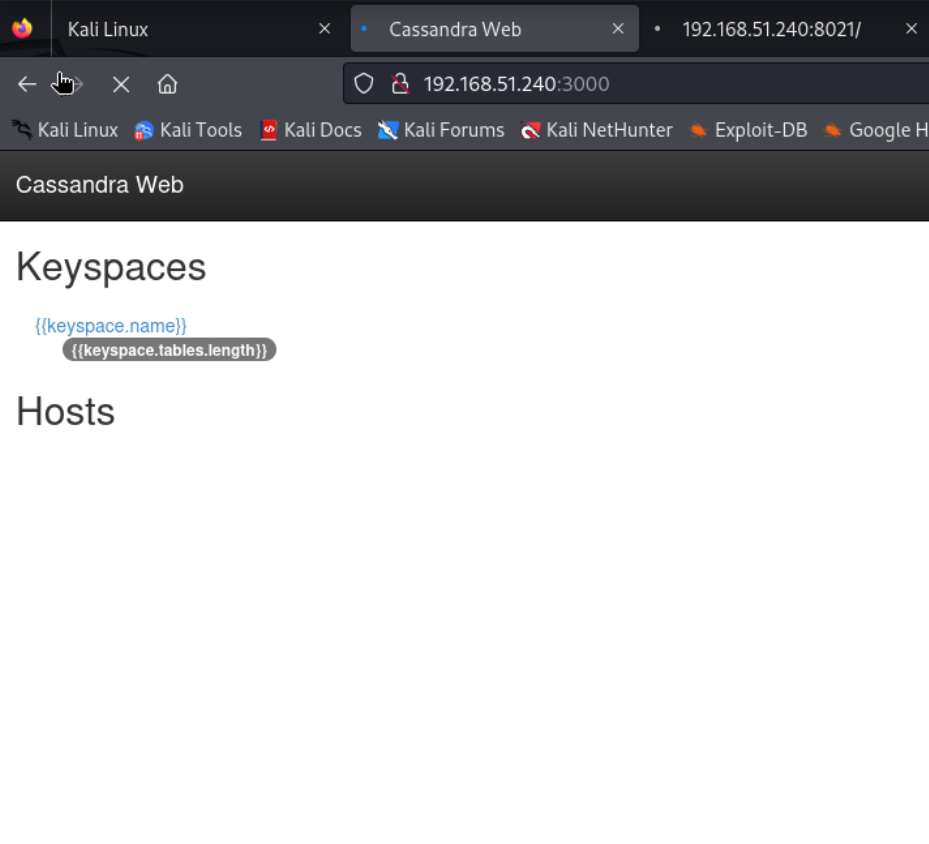 Kali Linux
Cassandra Web
192.168.51.240:8021/
192.168.51.240:3000
Kali Linux Kali Tools Kali Docs Kali Forums Kali NetHunter Exploit-DB Google H
Cassandra Web
Keyspaces
{{keyspace.name}}
{{keyspace.tables.length}}
Hosts